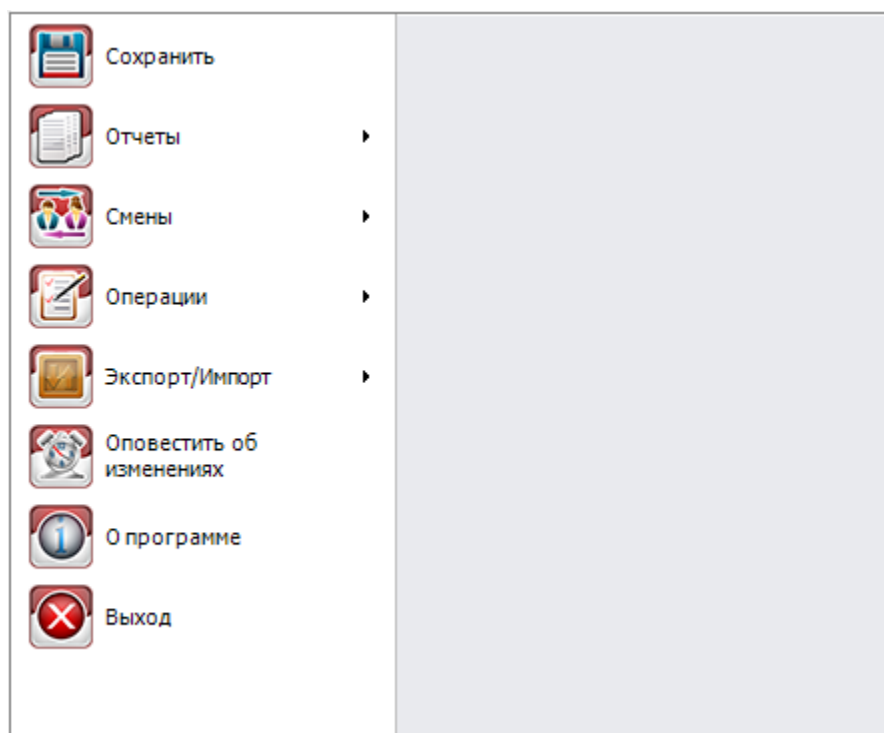 Сохранить
Отчеты
Смены
Операции
Экспорт/Импорт
Оповестить об
изменениях
О программе
Выход